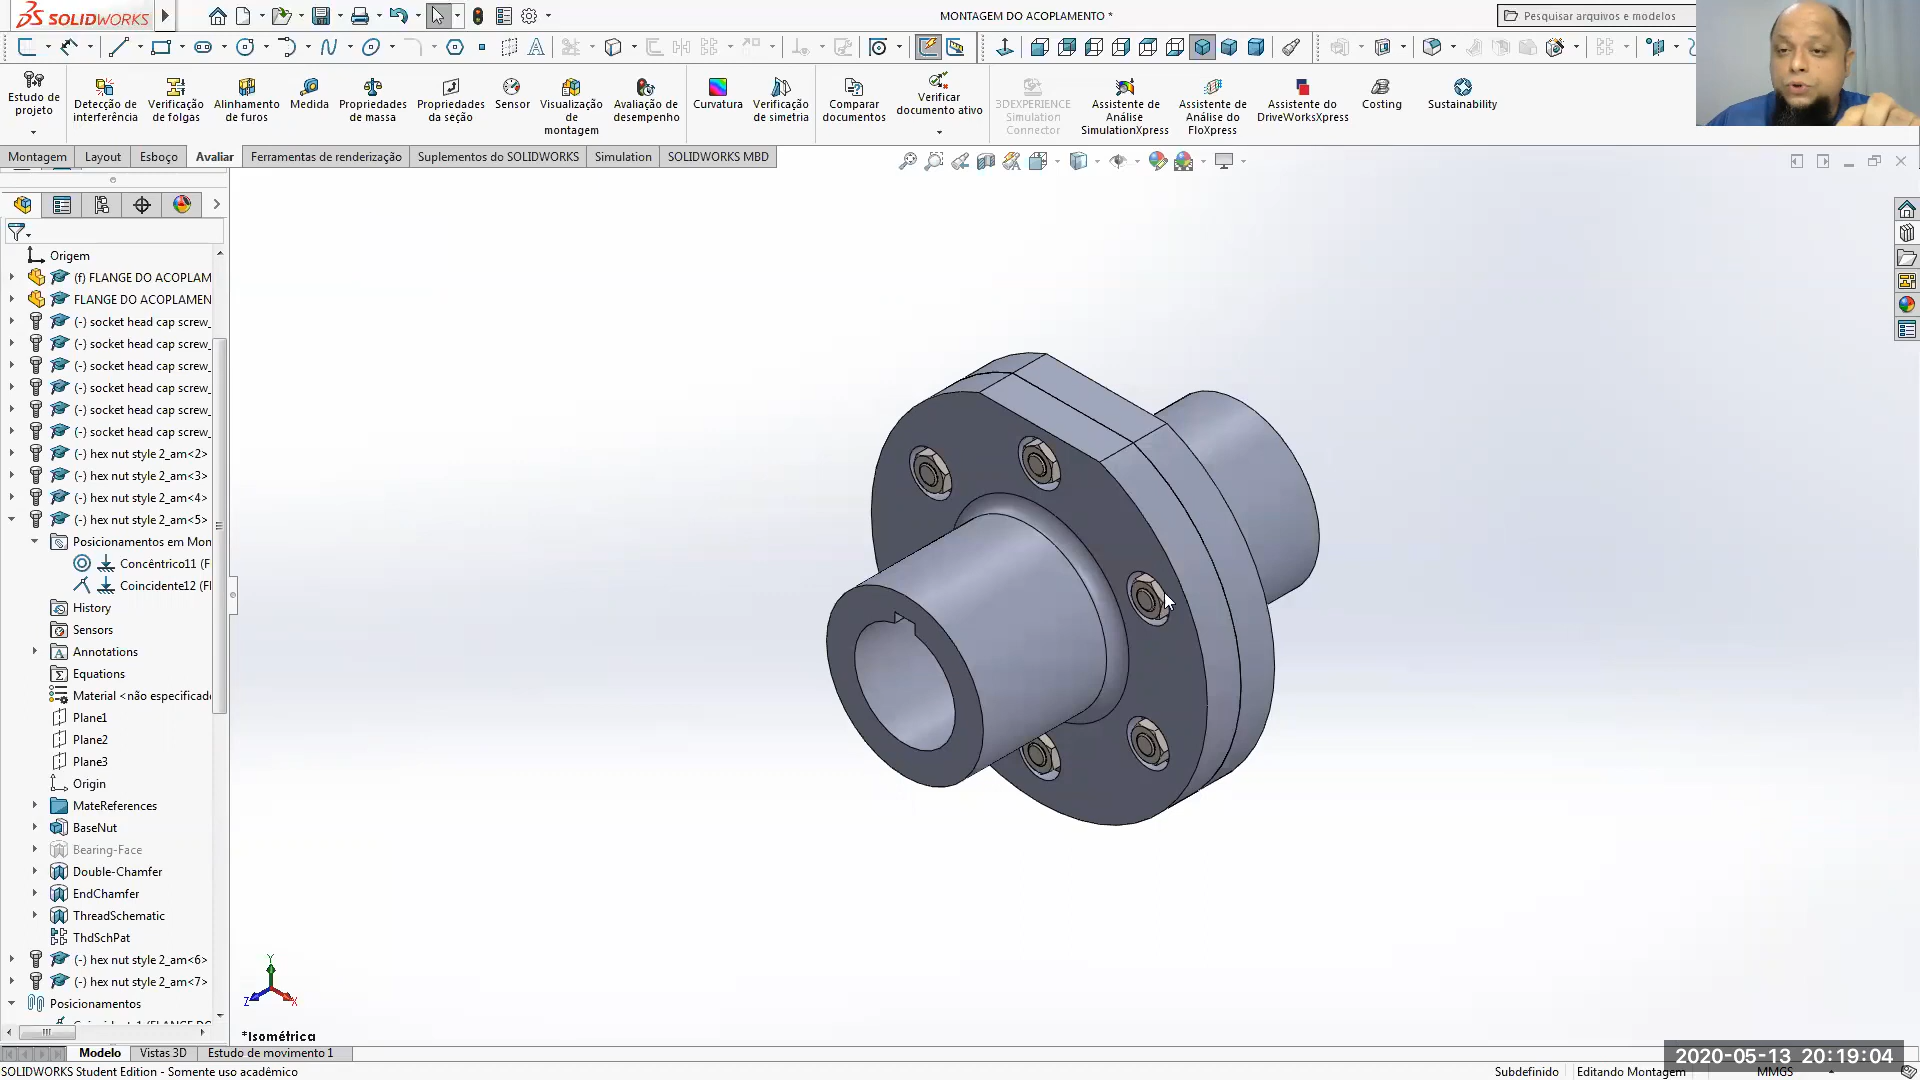 SOLIDWORKS
MONTAGEM DO ACOPLAMENTO *
Pesquisar arquivos e modelos
Estudo de projeto
Detecção de interferência
Verificação de folgas
Alinhamento de furos
Medida
Propriedades de massa
Propriedades da seção
Sensor
Visualização de montagem
Avaliação de desempenho
Curvatura
Verificação de simetria
Comparar documentos
Verificar documento ativo
3DEXPERIENCE Simulation Connector
Assistente de Análise SimulationXpress
Assistente de Análise do FloXpress
Assistente do DriveWorksXpress
Costing
Sustainability
Montagem
Layout
Esboço
Avaliar
Ferramentas de renderização
Suplementos do SOLIDWORKS
Simulation
SOLIDWORKS MBD
Origem
(f) FLANGE DO ACOPLAM
FLANGE DO ACOPLAMEN
(-) socket head cap screw_
(-) socket head cap screw_
(-) socket head cap screw_
(-) socket head cap screw_
(-) socket head cap screw_
(-) socket head cap screw_
(-) hex nut style 2_am<2>
(-) hex nut style 2_am<3>
(-) hex nut style 2_am<4>
(-) hex nut style 2_am<5>
Posicionamentos em Mon
Concêntrico11 (F
Coincidente12 (Fl
History
Sensors
Annotations
Equations
Material <não especificado
Plane1
Plane2
Plane3
Origin
MateReferences
BaseNut
Bearing-Face
Double-Chamfer
EndChamfer
ThreadSchematic
ThdSchPat
(-) hex nut style 2_am<6>
(-) hex nut style 2_am<7>
Posicionamentos
Y
Z
X
*Isométrica
Modelo
Vistas 3D
Estudo de movimento 1
2020-05-13 20:19:04
SOLIDWORKS Student Edition - Somente uso acadêmico
Subdefinido
Editando Montagem
MMGS